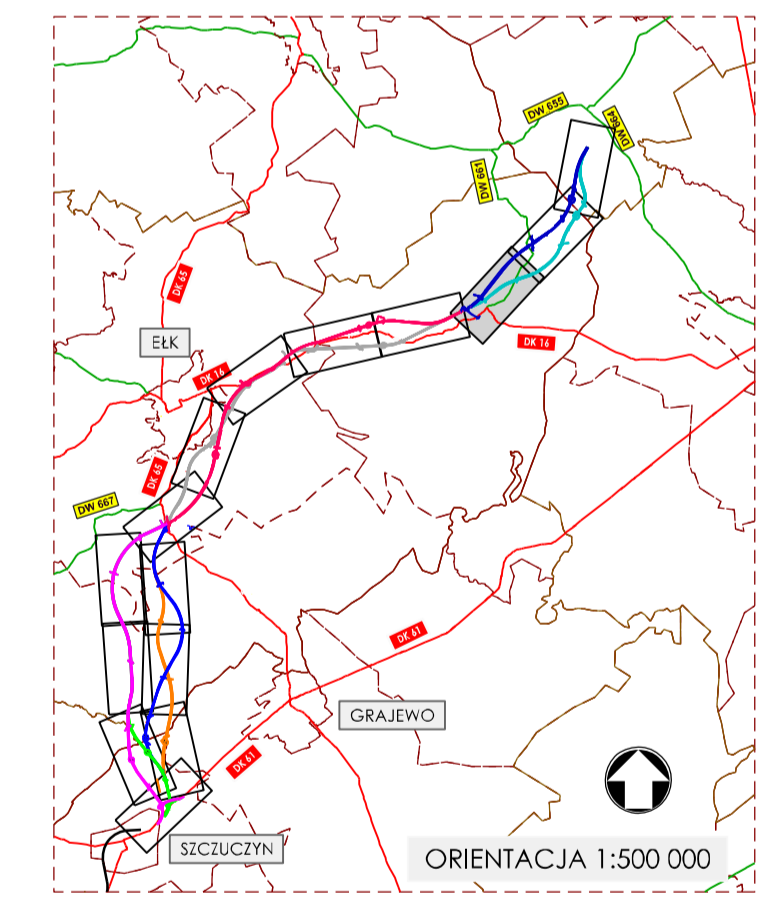 DW 655
DW 664
DW 661
DK 65
EŁK
DK 16
DK 16
DK 65
DW 667
DK 61
GRAJEWO
DK 61
SZCZUCZYN
ORIENTACJA 1:500 000